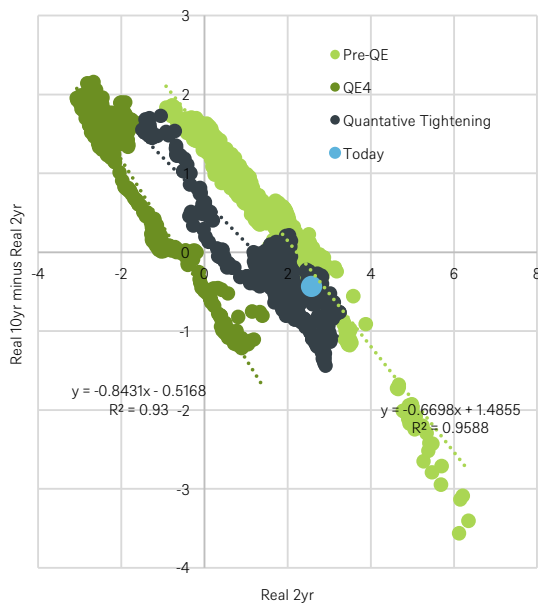 3
2
1
0
-1
-2
-3
-4
-4
-2
0
2
4
6
8
Pre-QE
QE4
Quantative Tightening
Today
y = -0.8431x - 0.5168
R² = 0.93
y = -0.6698x + 1.4855
R² = 0.9588
Real 10yr minus Real 2yr
Real 2yr